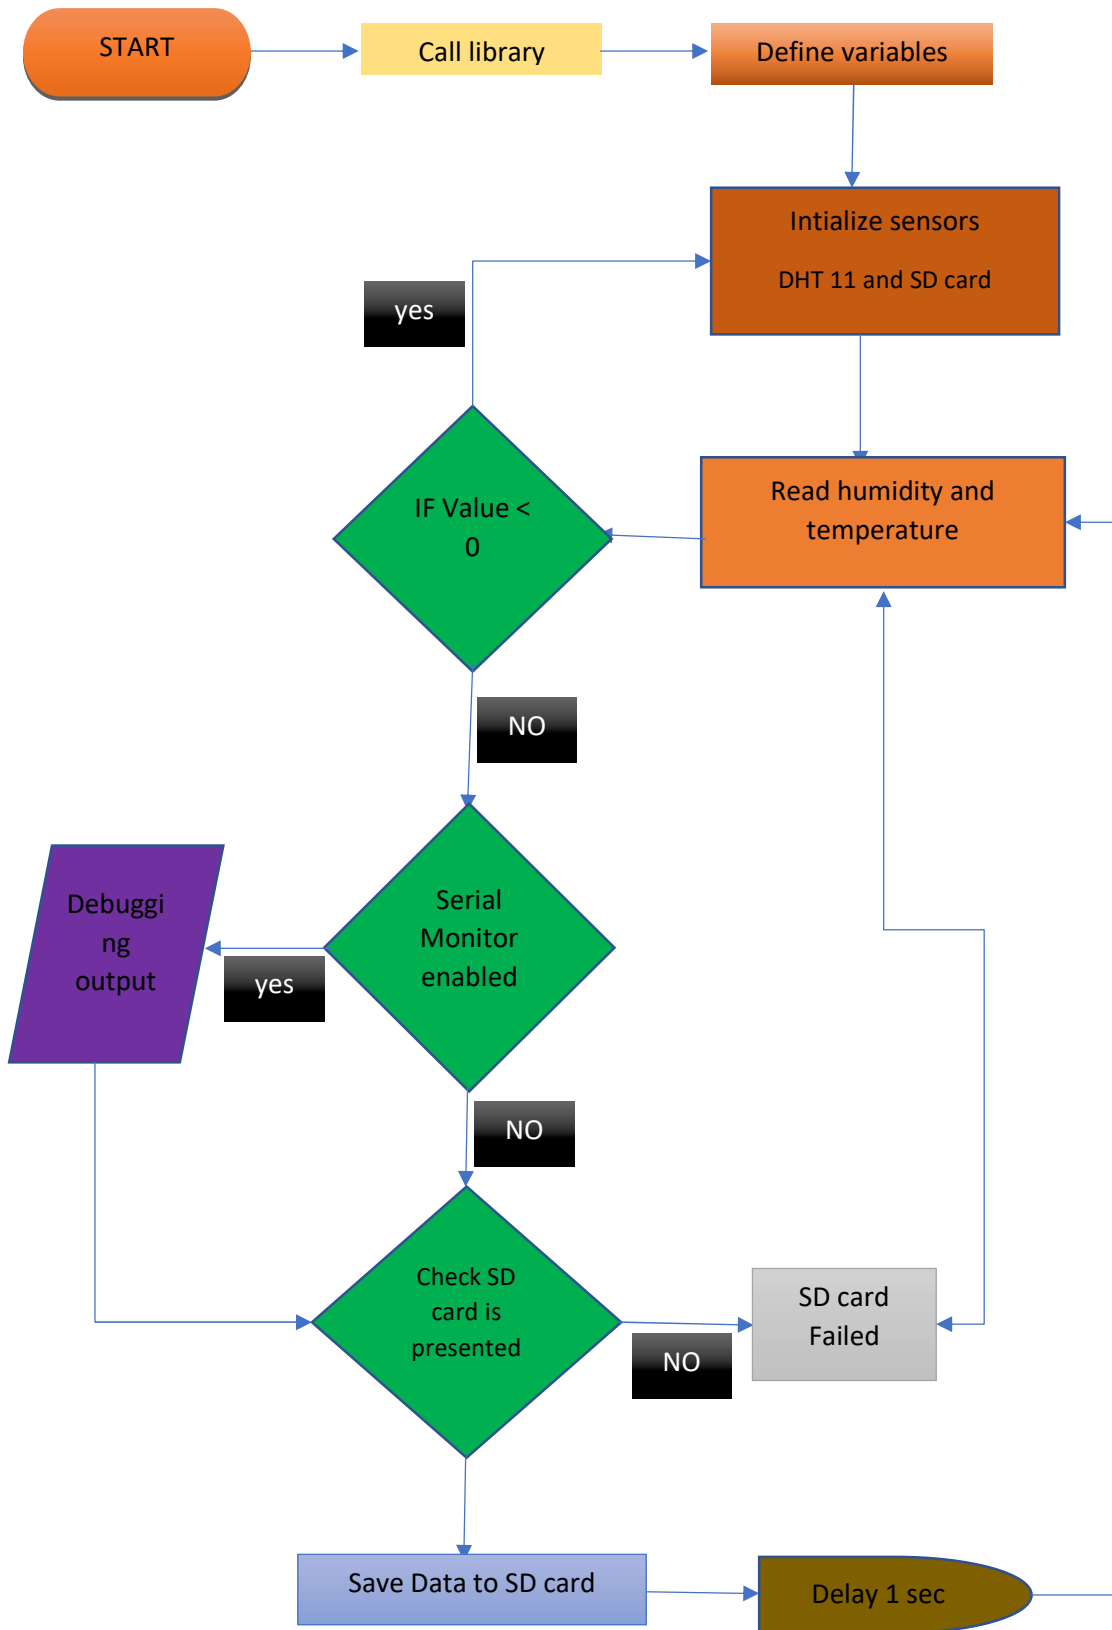 START
Call library
Define variables
Intialize sensors
DHT 11 and SD card
yes
IF Value <
0
Read humidity and
temperature
NO
Serial
Monitor
enabled
Debuggi
ng
output
yes
NO
Check SD
card is
presented
SD card
Failed
NO
Save Data to SD card
Delay 1 sec